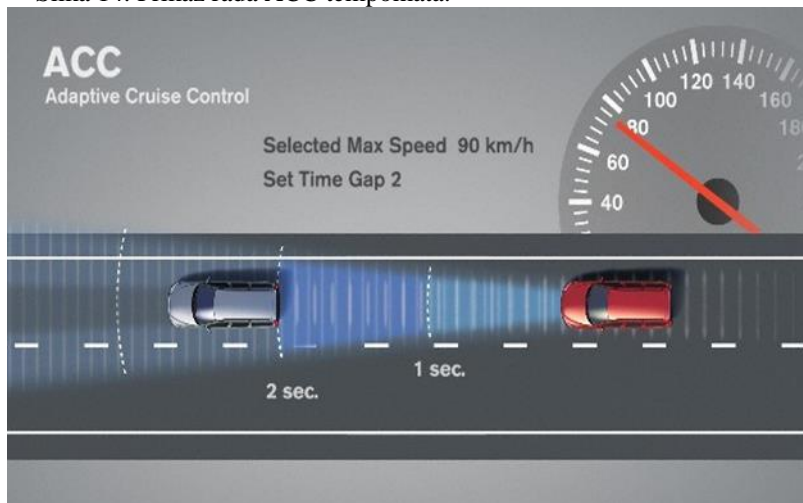 ACC
Adaptive Cruise Control
Selected Max Speed 90 km/h
Set Time Gap 2
40
60
80
100
120
140
160
2 sec.
1 sec.